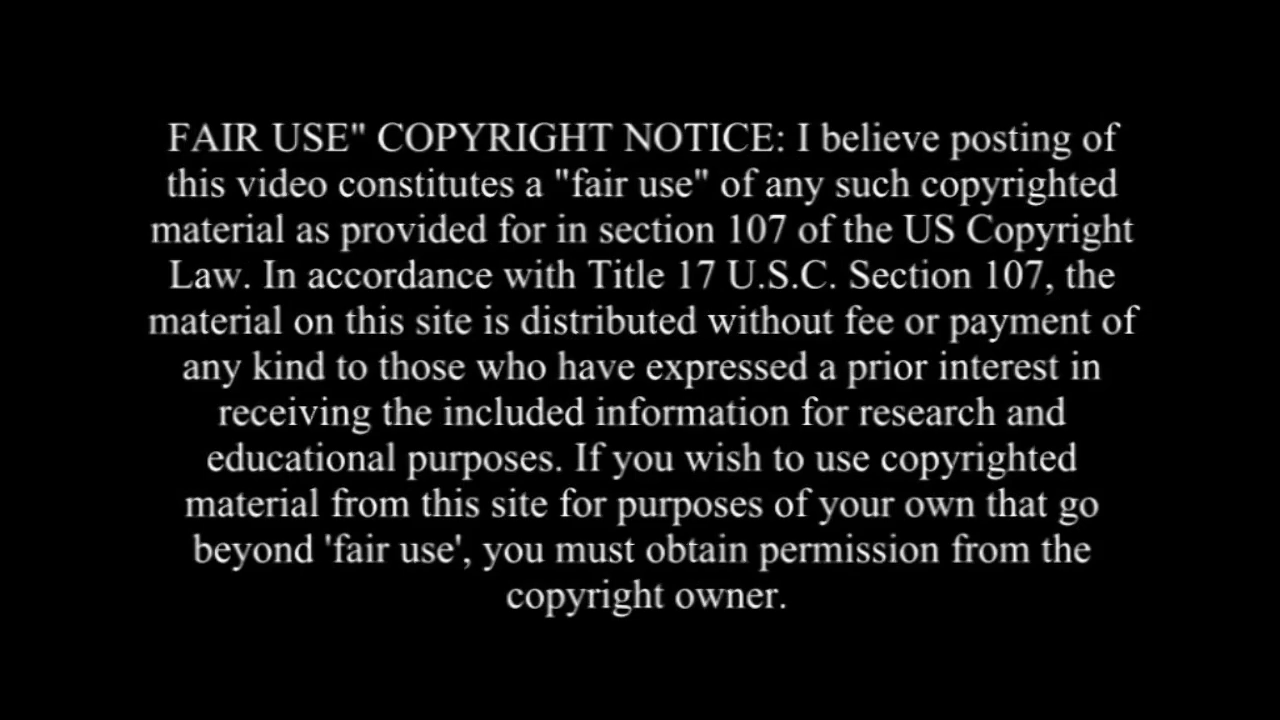 FAIR USE" COPYRIGHT NOTICE: I believe posting of
this video constitutes a "fair use" of any such copyrighted
material as provided for in section 107 of the US Copyright
Law. In accordance with Title 17 U.S.C. Section 107, the
material on this site is distributed without fee or payment of
any kind to those who have expressed a prior interest in
receiving the included information for research and
educational purposes. If you wish to use copyrighted
material from this site for purposes of your own that go
beyond 'fair use', you must obtain permission from the
copyright owner.